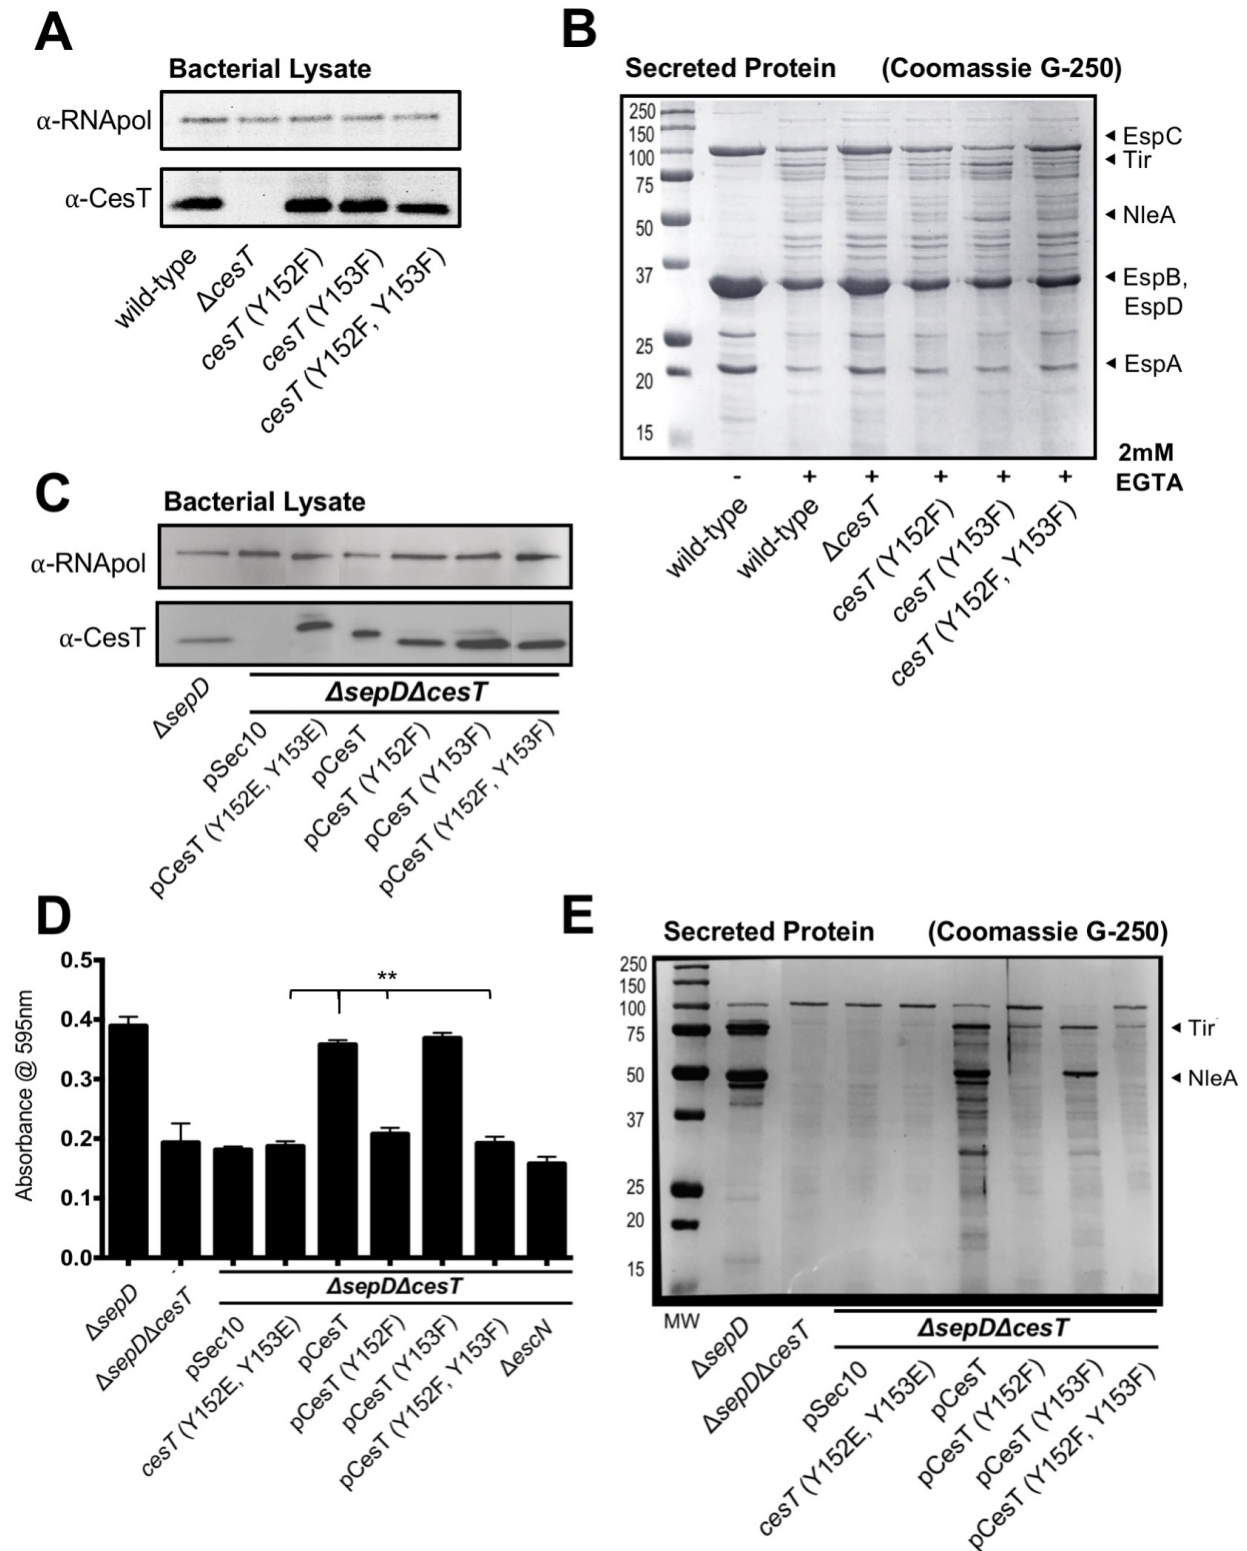 A
Bacterial Lysate
α-RNApol
α-CesT
wild-type
ΔcesT
cesT (Y152F)
cesT (Y153F)
cesT (Y152F, Y153F)
B
Secreted Protein (Coomassie G-250)
250
150
100
75
50
37
25
20
15
EspC
Tir
NleA
EspB,
EspD
EspA
2mM
EGTA
- + + + + +
wild-type
wild-type
ΔcesT
cesT (Y152F)
cesT (Y153F)
cesT (Y152F, Y153F)
C
Bacterial Lysate
α-RNApol
α-CesT
ΔsepD
ΔsepDΔcesT
pSec10
pCesT (Y152E, Y153E)
pCesT
pCesT (Y152F)
pCesT (Y153F)
pCesT (Y152F, Y153F)
D
Absorbance @ 595nm
0.5
0.4
0.3
0.2
0.1
0.0
**
ΔsepD
ΔsepDΔcesT
ΔsepDΔcesT
pSec10
cesT (Y152E, Y153E)
pCesT
pCesT (Y152F)
pCesT (Y153F)
pCesT (Y152F, Y153F)
ΔescN
E
Secreted Protein (Coomassie G-250)
250
150
100
75
50
37
25
20
15
Tir
NleA
MW
ΔsepD
ΔsepDΔcesT
ΔsepDΔcesT
pSec10
cesT (Y152E, Y153E)
pCesT
pCesT (Y152F)
pCesT (Y153F)
pCesT (Y152F, Y153F)